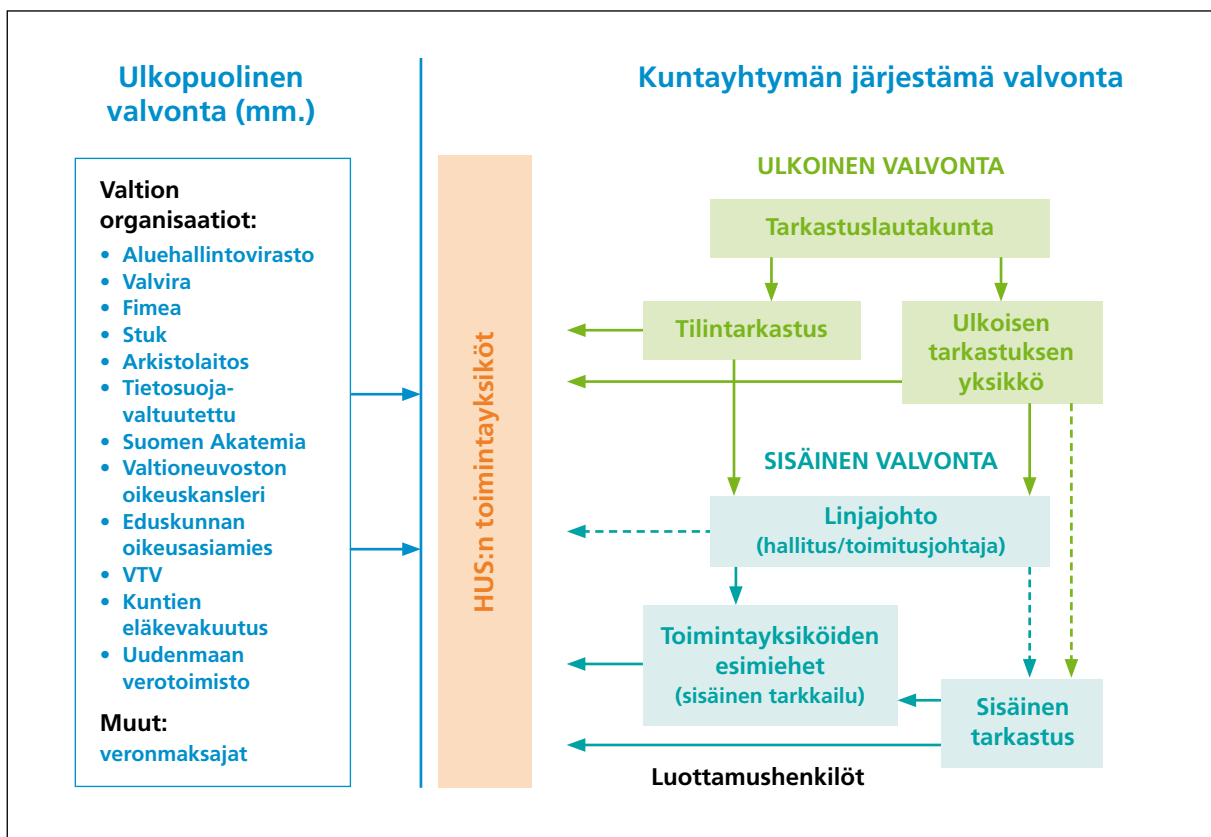 Ulkopuolinen
valvonta (mm.)
Valtion
organisaatiot:
• Aluehallintovirasto
• Valvira
• Fimea
• Stuk
• Arkistolaitos
• Tietosuoja-
valtuutettu
• Suomen Akatemia
• Valtioneuvoston
oikeuskansleri
• Eduskunnan
oikeusasiamies
• VTV
• Kuntien
eläkevakuutus
• Uudenmaan
verotoimisto
Muut:
veronmaksajat
HUS:n toimintayksiköt
Kuntayhtymän järjestämä valvonta
ULKOINEN VALVONTA
Tarkastuslautakunta
Tilintarkastus
Ulkoisen
tarkastuksen
yksikkö
SISÄINEN VALVONTA
Linjajohto
(hallitus/toimitusjohtaja)
Toimintayksiköiden
esimiehet
(sisäinen tarkkailu)
Sisäinen
tarkastus
Luottamushenkilöt